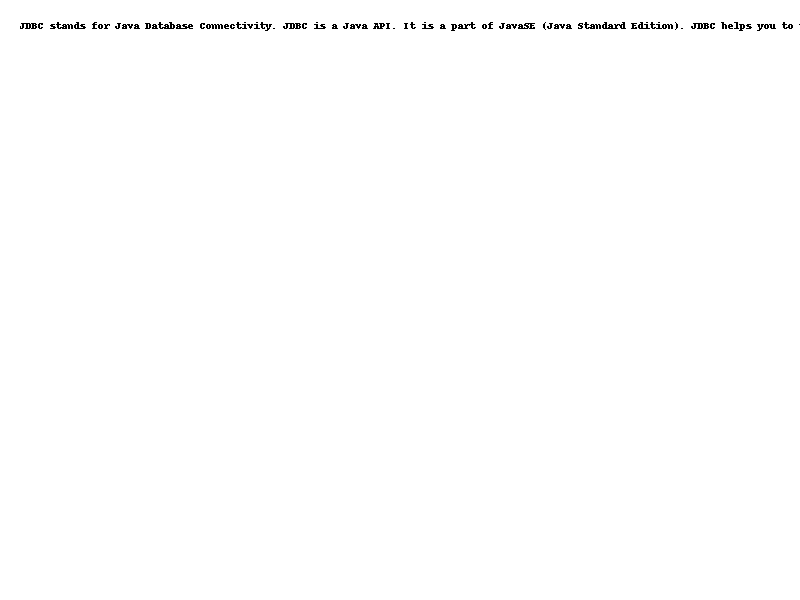 JDBC stands for Java Database Connectivity. JDBC is a Java API. It is a part of JavaSE (Java Standard Edition). JDBC helps you to